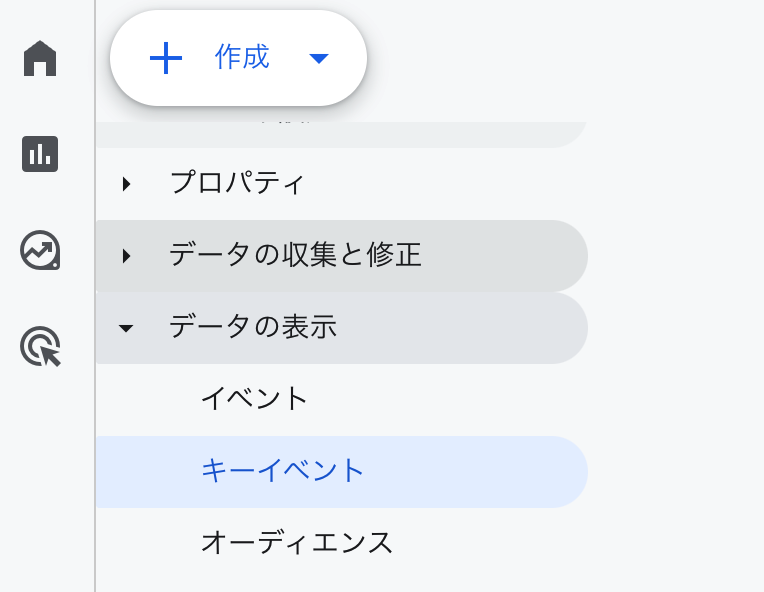 作成
プロパティ
データの収集と修正
データの表示
イベント
キーイベント
オーディエンス